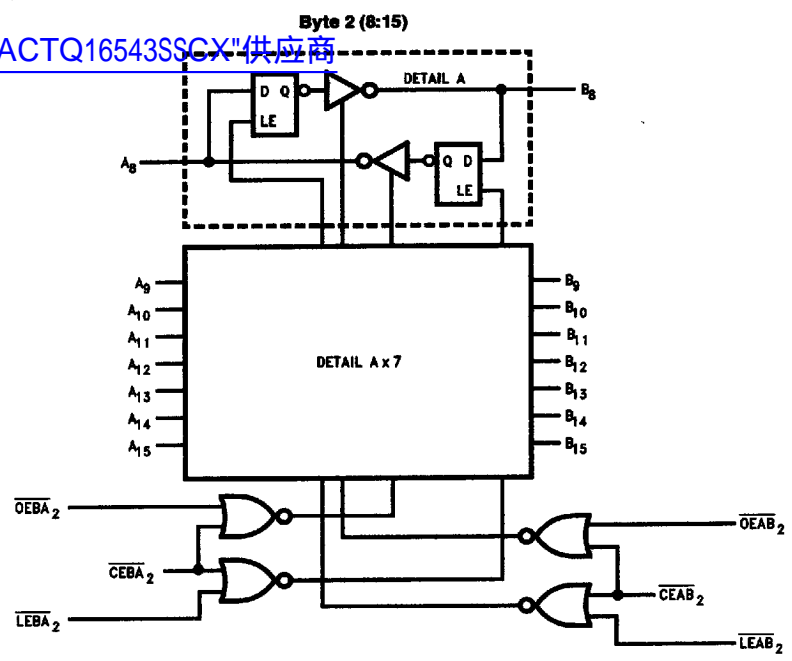 Byte 2 (8:15)
ACTQ16543SSCX"供应商
DETAIL A
D Q
LE
B8
A8
Q D
LE
A9
A10
A11
A12
A13
A14
A15
DETAIL A x 7
B9
B10
B11
B12
B13
B14
B15
OEBA2
CEBA2
LEBA2
OEAB2
CEAB2
LEAB2